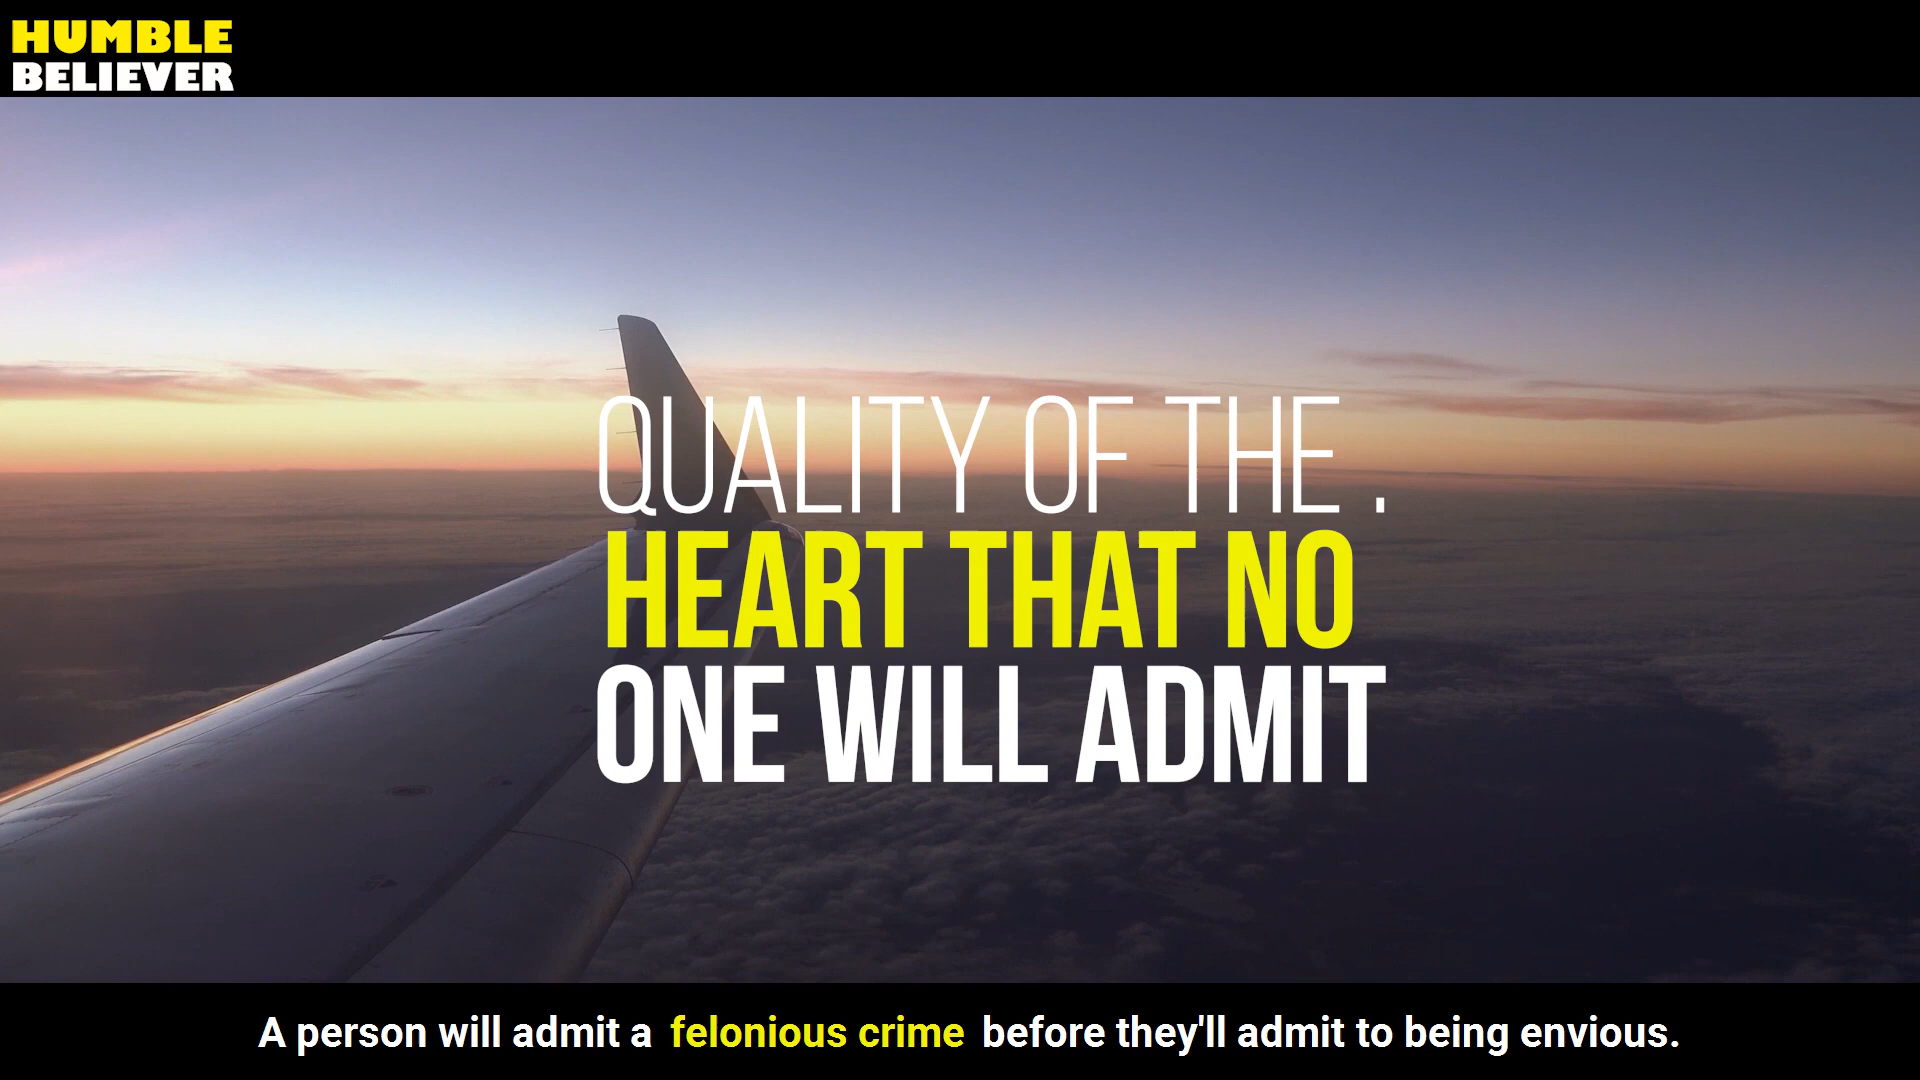 HUMBLE
BELIEVER
QUALITY OF THE .
HEART THAT NO
ONE WILL ADMIT
A person will admit a felonious crime before they'll admit to being envious.